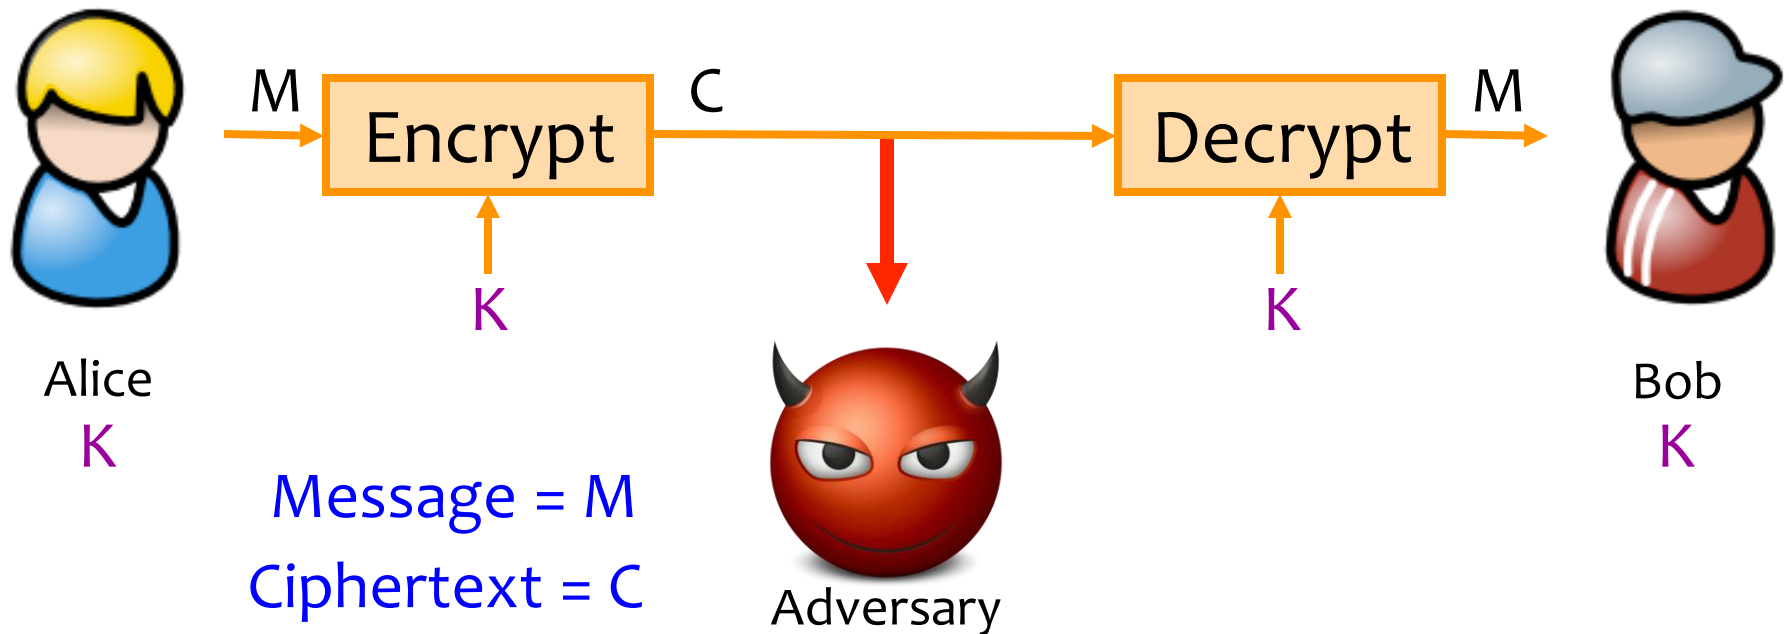 M
Encrypt
C
Decrypt
M
K
K
Alice
K
Bob
K
Message = M
Ciphertext = C
Adversary